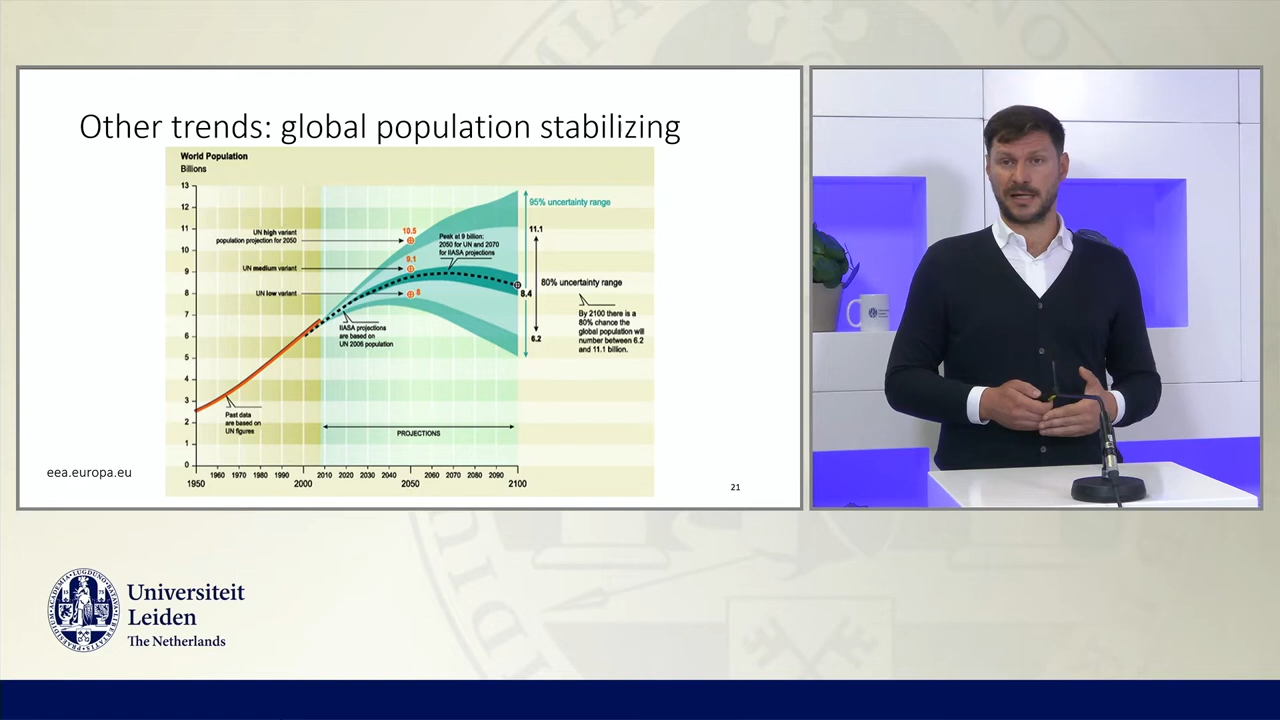 Other trends: global population stabilizing
World Population
Billions
13
12
11
10
9
8
7
6
5
4
3
2
1
0
UN high variant
population projection for 2050
UN medium variant
UN low variant
10.5
9.1
8
Peak at 9 billion:
2050 for UN and 2070
for IIASA projections
IIASA projections
are based on
UN 2006 population
Past data
are based on
UN figures
PROJECTIONS
95% uncertainty range
11.1
80% uncertainty range
8.4
6.2
By 2100 there is a
80% chance the
global population will
number between 6.2
and 11.1 billion.
1950
1960
1970
1980
1990
2000
2010
2020
2030
2040
2050
2060
2070
2080
2090
2100
eea.europa.eu
21
Universiteit
Leiden
The Netherlands